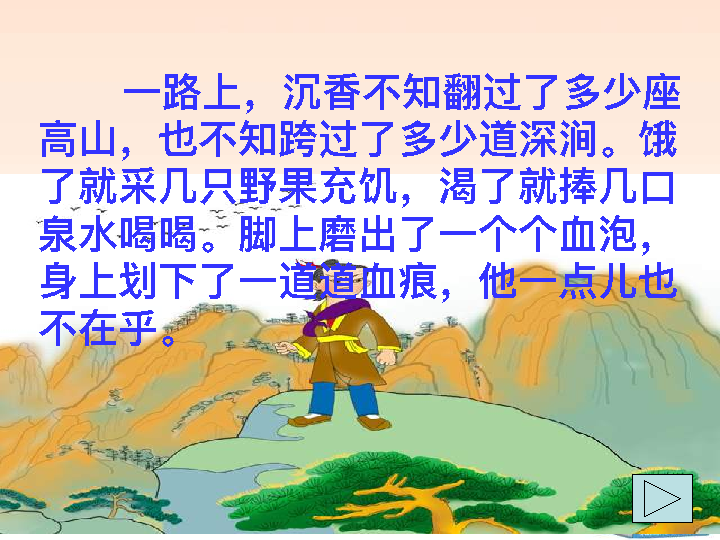 一路上，沉香不知翻过了多少座
高山，也不知跨过了多少道深涧。饿
了就采几只野果充饥，渴了就捧几口
泉水喝喝。脚上磨出了一个个血泡，
身上划下了一道道血痕，他一点儿也
不在乎。